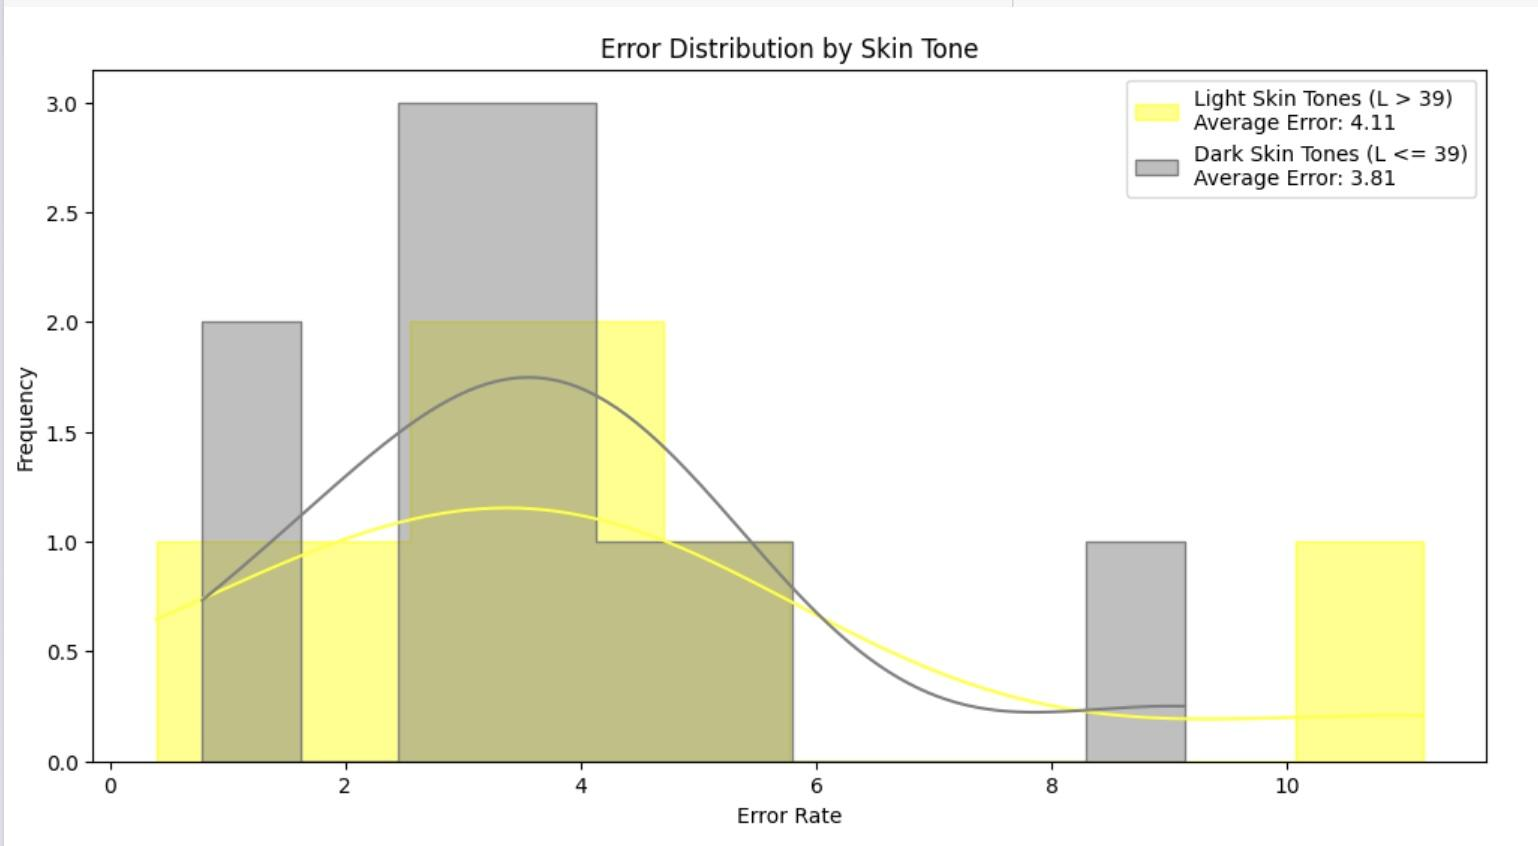 Error Distribution by Skin Tone
Light Skin Tones (L > 39)
Average Error: 4.11
Dark Skin Tones (L <= 39)
Average Error: 3.81
Frequency
3.0
2.5
2.0
1.5
1.0
0.5
0.0
0 2 4 6 8 10
Error Rate